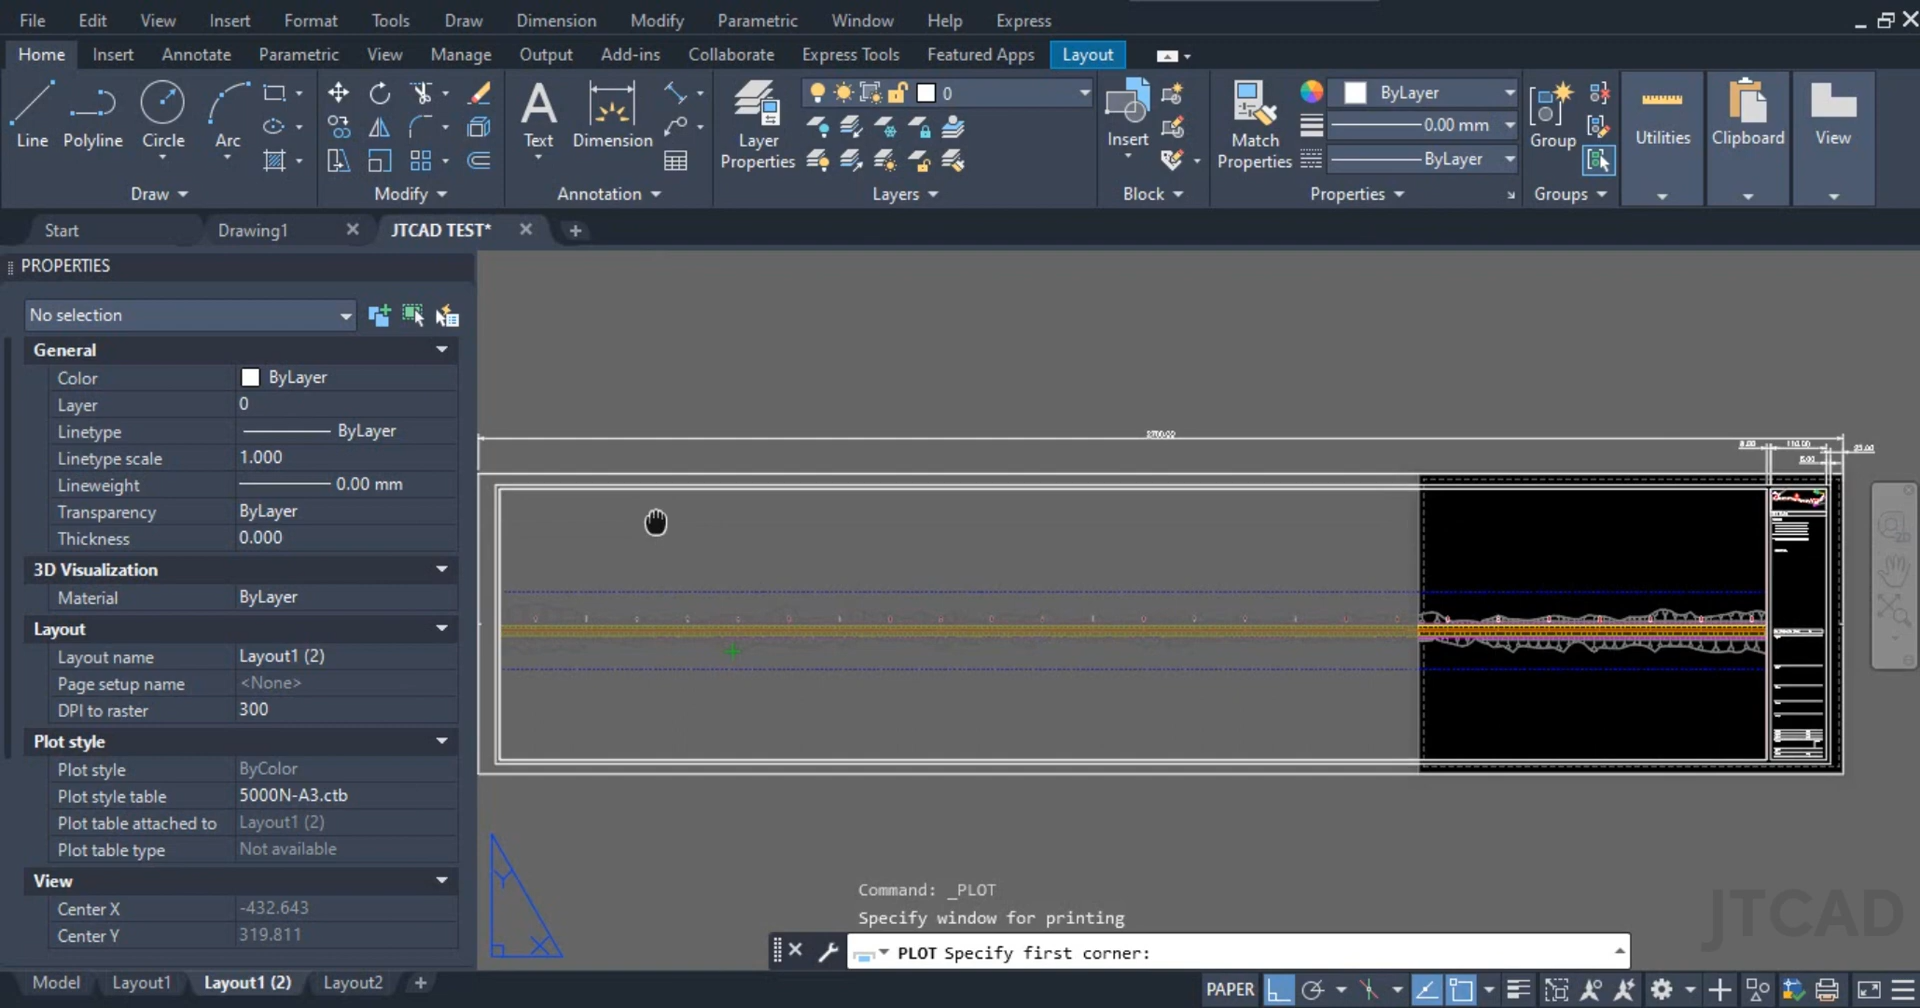 File Edit View Insert Format Tools Draw Dimension Modify Parametric Window Help Express
Home Insert Annotate Parametric View Manage Output Add-ins Collaborate Express Tools Featured Apps Layout
Line Polyline Circle Arc Text Dimension Layer Properties 0 Insert Match Properties ByLayer Group Utilities Clipboard View
0.00 mm
ByLayer
Draw Modify Annotation Layers Block Properties Groups
Start Drawing1 JTCAD TEST*
PROPERTIES
No selection
General
Color ByLayer
Layer 0
Linetype ByLayer
Linetype scale 1.000
Lineweight 0.00 mm
Transparency ByLayer
Thickness 0.000
3D Visualization
Material ByLayer
Layout
Layout name Layout1 (2)
Page setup name <None>
DPI to raster 300
Plot style
Plot style ByColor
Plot style table 5000N-A3.ctb
Plot table attached to Layout1 (2)
Plot table type Not available
View
Center X -432.643
Center Y 319.811
Y
X
Command: _PLOT
Specify window for printing
PLOT Specify first corner:
JTCAD
Model Layout1 Layout1 (2) Layout2
PAPER